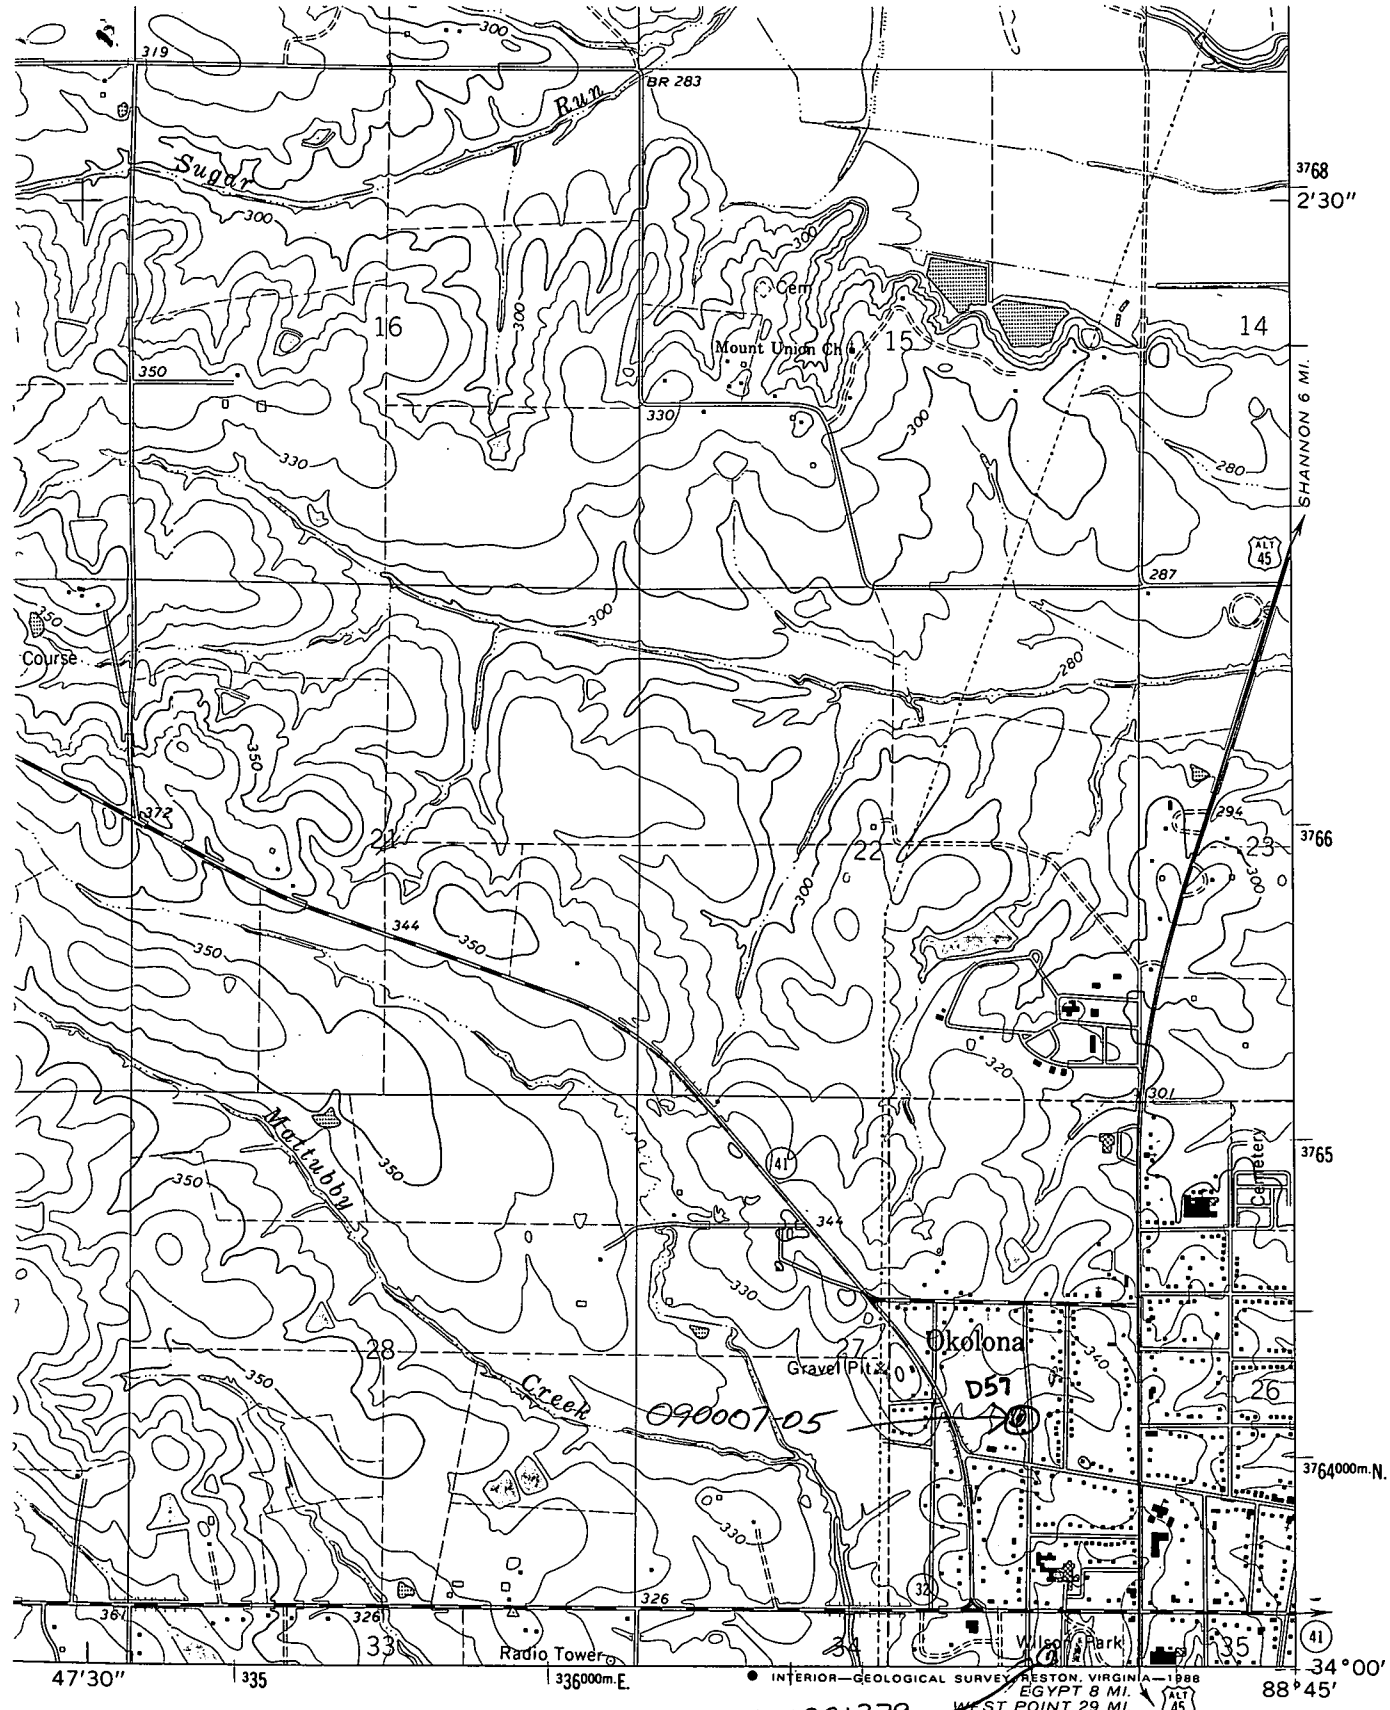 300
319
BR 283
Run
Sugar
3768
2'30"
300
300
Cem
300
16
15
14
Mount Union Ch
350
330
300
SHANNON 6 MI.
330
280
ALT
45
287
300
350
Course
280
350
372
294
3766
21
22
23
300
300
344
350
350
320
301
Mattubby
350
Cemetery
3765
350
41
344
330
Okolona
27
28
340
Gravel Pit
350
D57
26
Creek
090007-05
3764000m.N.
330
32
361
326
326
33
34
35
41
Radio Tower
Wilson Park
47'30"
335
336000m.E.
INTERIOR—GEOLOGICAL SURVEY, RESTON, VIRGINIA—1988
34°00'
88°45'
EGYPT 8 MI.
WEST POINT 29 MI.
ALT
45